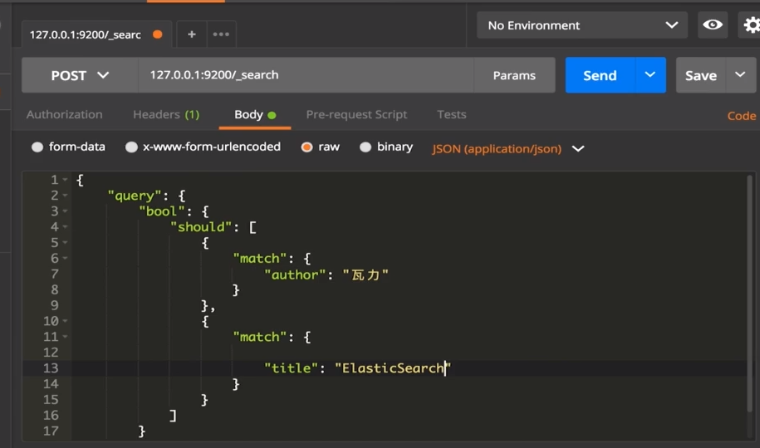 127.0.0.1:9200/_searc
+
•••
No Environment
POST
127.0.0.1:9200/_search
Params
Send
Save
Authorization
Headers (1)
Body
Pre-request Script
Tests
Code
form-data
x-www-form-urlencoded
raw
binary
JSON (application/json)
1 {
2 "query": {
3 "bool": {
4 "should": [
5 {
6 "match": {
7 "author": "瓦力"
8 }
9 },
10 {
11 "match": {
12
13 "title": "ElasticSearch"
14 }
15 }
16 ]
17 }